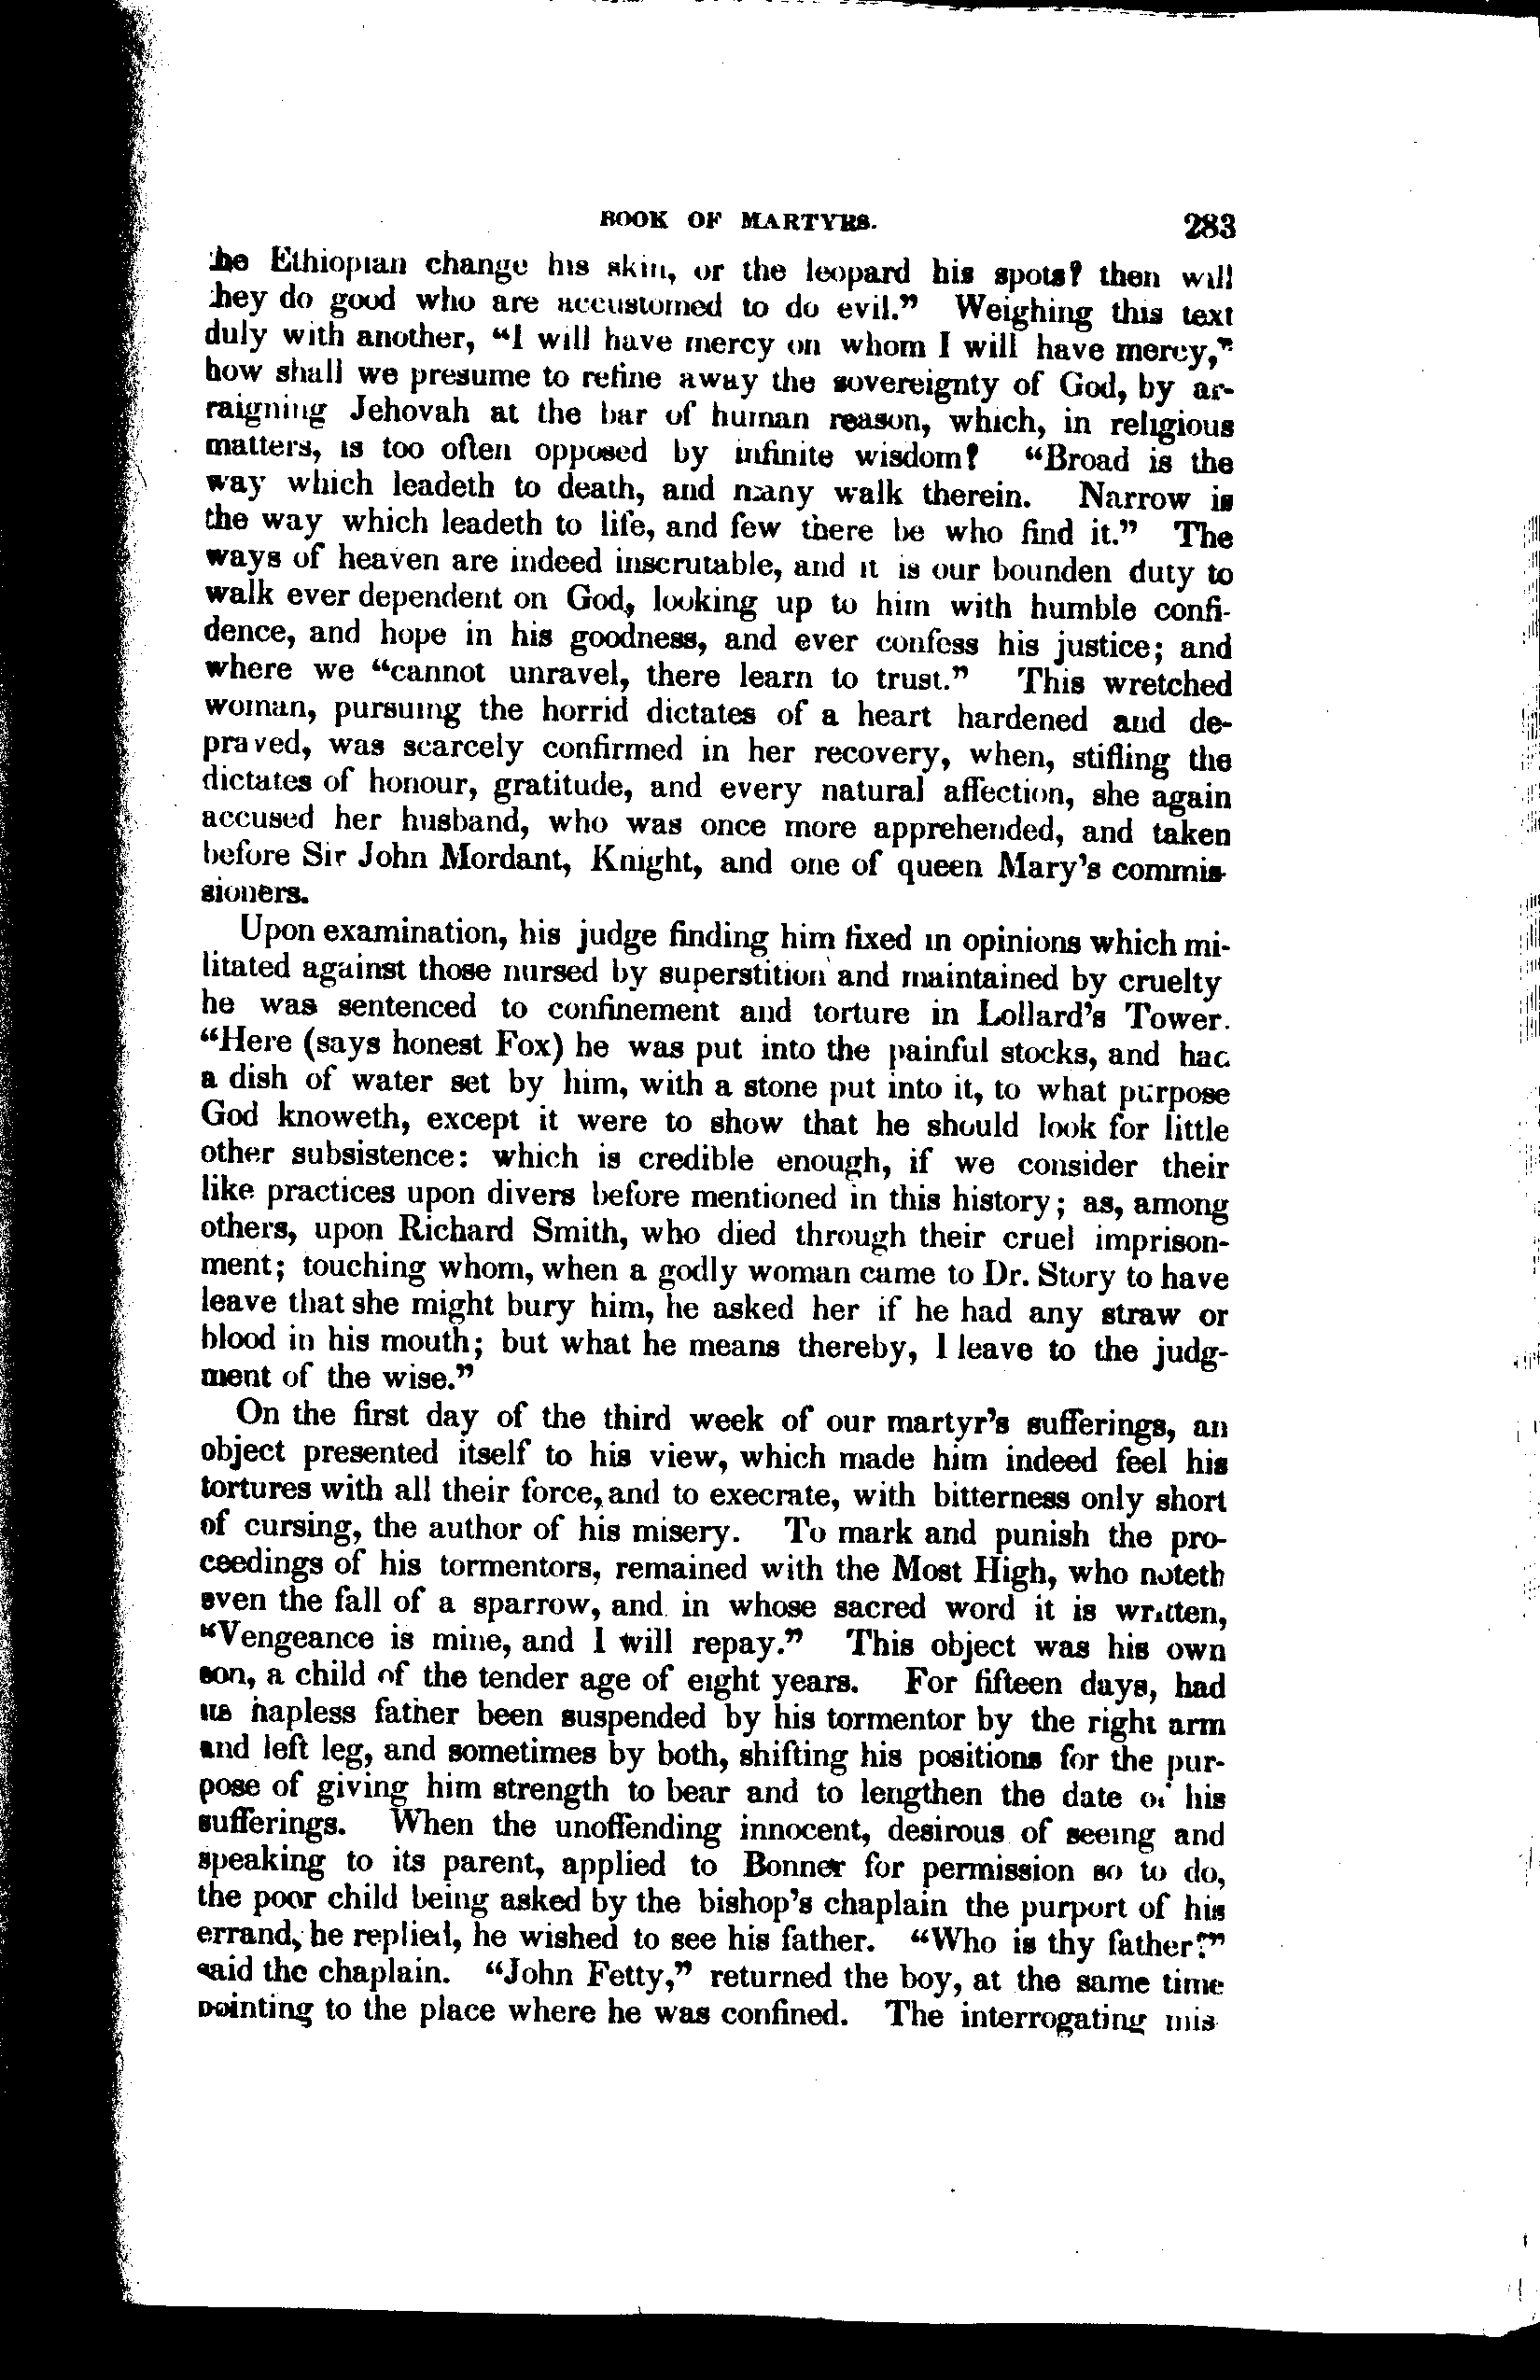 BOOK OF MARTYRS. 283
he Ethiopian change his skin, or the leopard his spots? then will
hey do good who are accustomed to do evil.” Weighing this text
duly with another, “I will have mercy on whom I will have mercy,”
how shall we presume to refine away the sovereignty of God, by ar-
raigning Jehovah at the bar of human reason, which, in religious
matters, is too often opposed by infinite wisdom? “Broad is the
way which leadeth to death, and many walk therein. Narrow is
the way which leadeth to life, and few there be who find it.” The
ways of heaven are indeed inscrutable, and it is our bounden duty to
walk ever dependent on God, looking up to him with humble confi-
dence, and hope in his goodness, and ever confess his justice; and
where we “cannot unravel, there learn to trust.” This wretched
woman, pursuing the horrid dictates of a heart hardened and de-
praved, was scarcely confirmed in her recovery, when, stifling the
dictates of honour, gratitude, and every natural affection, she again
accused her husband, who was once more apprehended, and taken
before Sir John Mordant, Knight, and one of queen Mary’s commis-
sioners.
Upon examination, his judge finding him fixed in opinions which mi-
litated against those nursed by superstition and maintained by cruelty
he was sentenced to confinement and torture in Lollard’s Tower.
“Here (says honest Fox) he was put into the painful stocks, and had
a dish of water set by him, with a stone put into it, to what purpose
God knoweth, except it were to show that he should look for little
other subsistence: which is credible enough, if we consider their
like practices upon divers before mentioned in this history; as, among
others, upon Richard Smith, who died through their cruel imprison-
ment; touching whom, when a godly woman came to Dr. Story to have
leave that she might bury him, he asked her if he had any straw or
blood in his mouth; but what he means thereby, I leave to the judg-
ment of the wise.”
On the first day of the third week of our martyr’s sufferings, an
object presented itself to his view, which made him indeed feel his
tortures with all their force, and to execrate, with bitterness only short
of cursing, the author of his misery. To mark and punish the pro-
ceedings of his tormentors, remained with the Most High, who noteth
even the fall of a sparrow, and in whose sacred word it is written,
“Vengeance is mine, and I will repay.” This object was his own
son, a child of the tender age of eight years. For fifteen days, had
its hapless father been suspended by his tormentor by the right arm
and left leg, and sometimes by both, shifting his positions for the pur-
pose of giving him strength to bear and to lengthen the date of his
sufferings. When the unoffending innocent, desirous of seeing and
speaking to its parent, applied to Bonner for permission so to do,
the poor child being asked by the bishop’s chaplain the purport of his
errand, he replied, he wished to see his father. “Who is thy father?”
said the chaplain. “John Fetty,” returned the boy, at the same time
pointing to the place where he was confined. The interrogating mis-